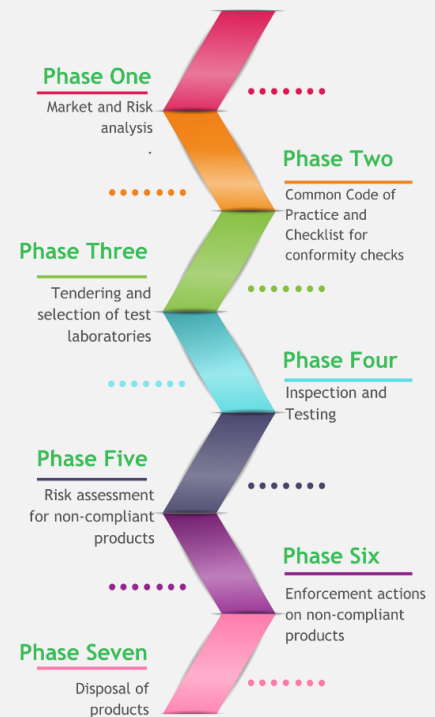 Phase One
Market and Risk
analysis
.
Phase Two
Common Code of
Practice and
Checklist for
conformity checks
Phase Three
Tendering and
selection of test
laboratories
Phase Four
Inspection and
Testing
Phase Five
Risk assessment
for non-compliant
products
Phase Six
Enforcement actions
on non-compliant
products
Phase Seven
Disposal of
products